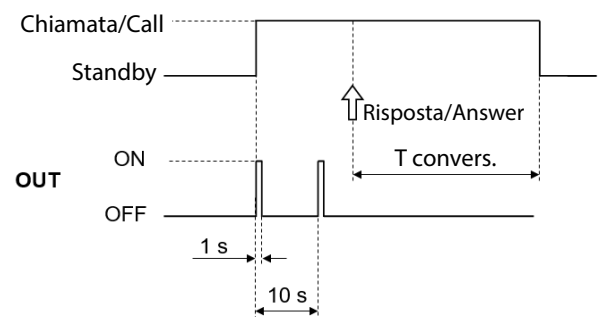 Chiamata/Call
Standby
Risposta/Answer
T convers.
ON
OUT
OFF
1 s
10 s